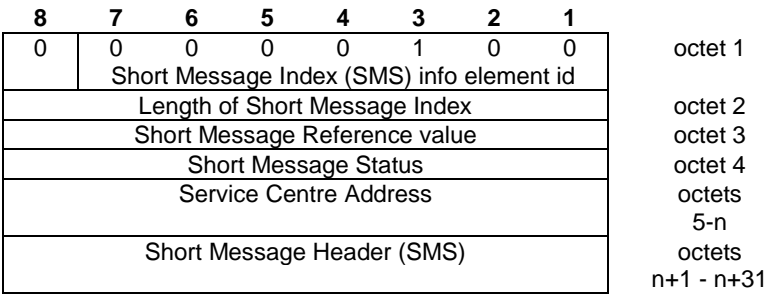 8 7 6 5 4 3 2 1
0 0 0 0 0 1 0 0 octet 1
Short Message Index (SMS) info element id
Length of Short Message Index octet 2
Short Message Reference value octet 3
Short Message Status octet 4
Service Centre Address octets
5-n
Short Message Header (SMS) octets
n+1 - n+31